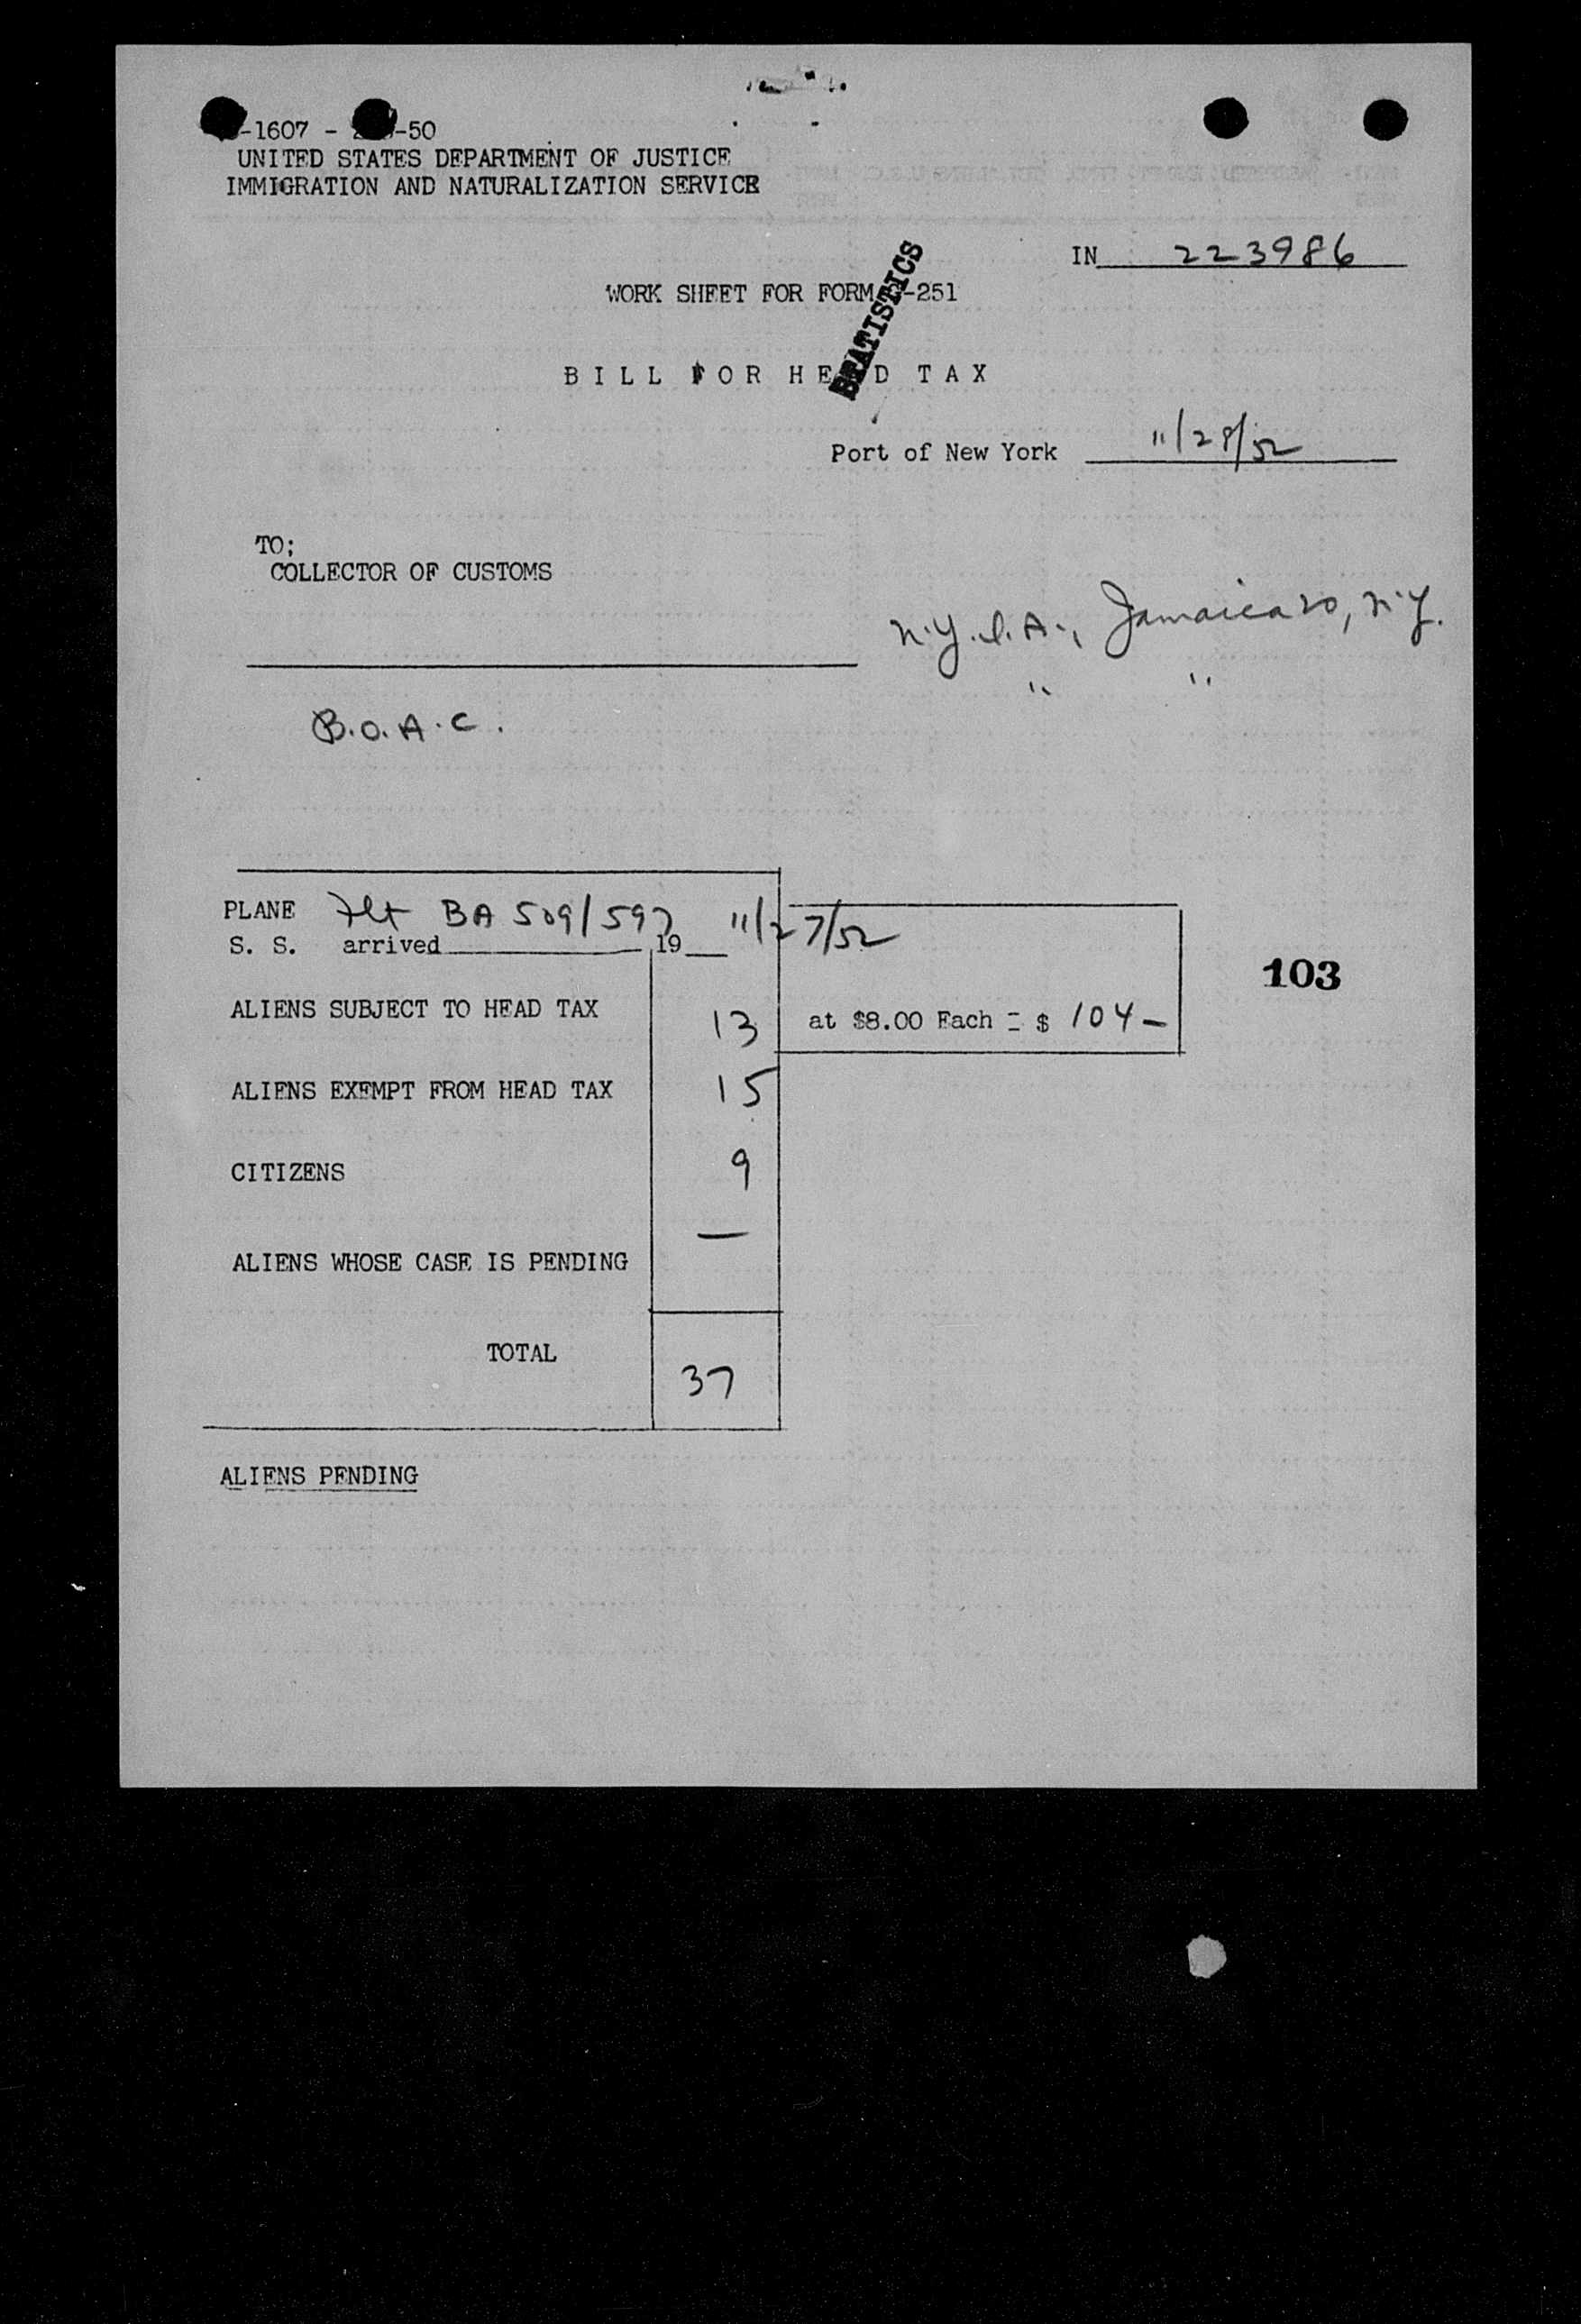 -1607 - -50
UNITED STATES DEPARTMENT OF JUSTICE
IMMIGRATION AND NATURALIZATION SERVICE
IN 223986
WORK SHEET FOR FORM -251
STATISTICS
BILL FOR HEAD TAX
Port of New York 11/28/52
TO:
COLLECTOR OF CUSTOMS
N.Y.I.A., Jamaica 20, N.Y.
" "
B.O.A.C.
PLANE Flt BA 509/597 11/27/52
S. S. arrived 19
103
ALIENS SUBJECT TO HEAD TAX 13 at $8.00 Each = $ 104-
ALIENS EXEMPT FROM HEAD TAX 15
CITIZENS 9
ALIENS WHOSE CASE IS PENDING —
TOTAL 37
ALIENS PENDING